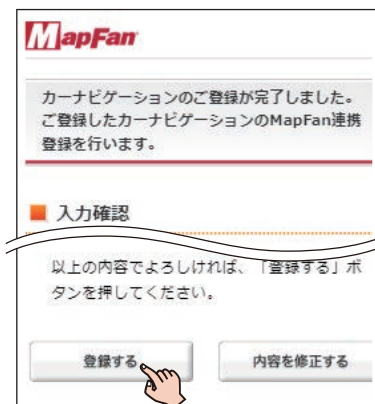 MapFan
カーナビゲーションのご登録が完了しました。
ご登録したカーナビゲーションのMapFan連携
登録を行います。
入力確認
以上の内容でよろしければ、「登録する」ボ
タンを押してください。
登録する
内容を修正する